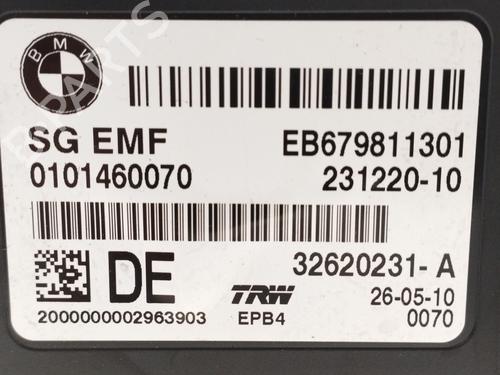 BMW
SG EMF EB679811301
0101460070 231220-10
DE 32620231-A
TRW 26-05-10
2000000002963903 EPB4 0070